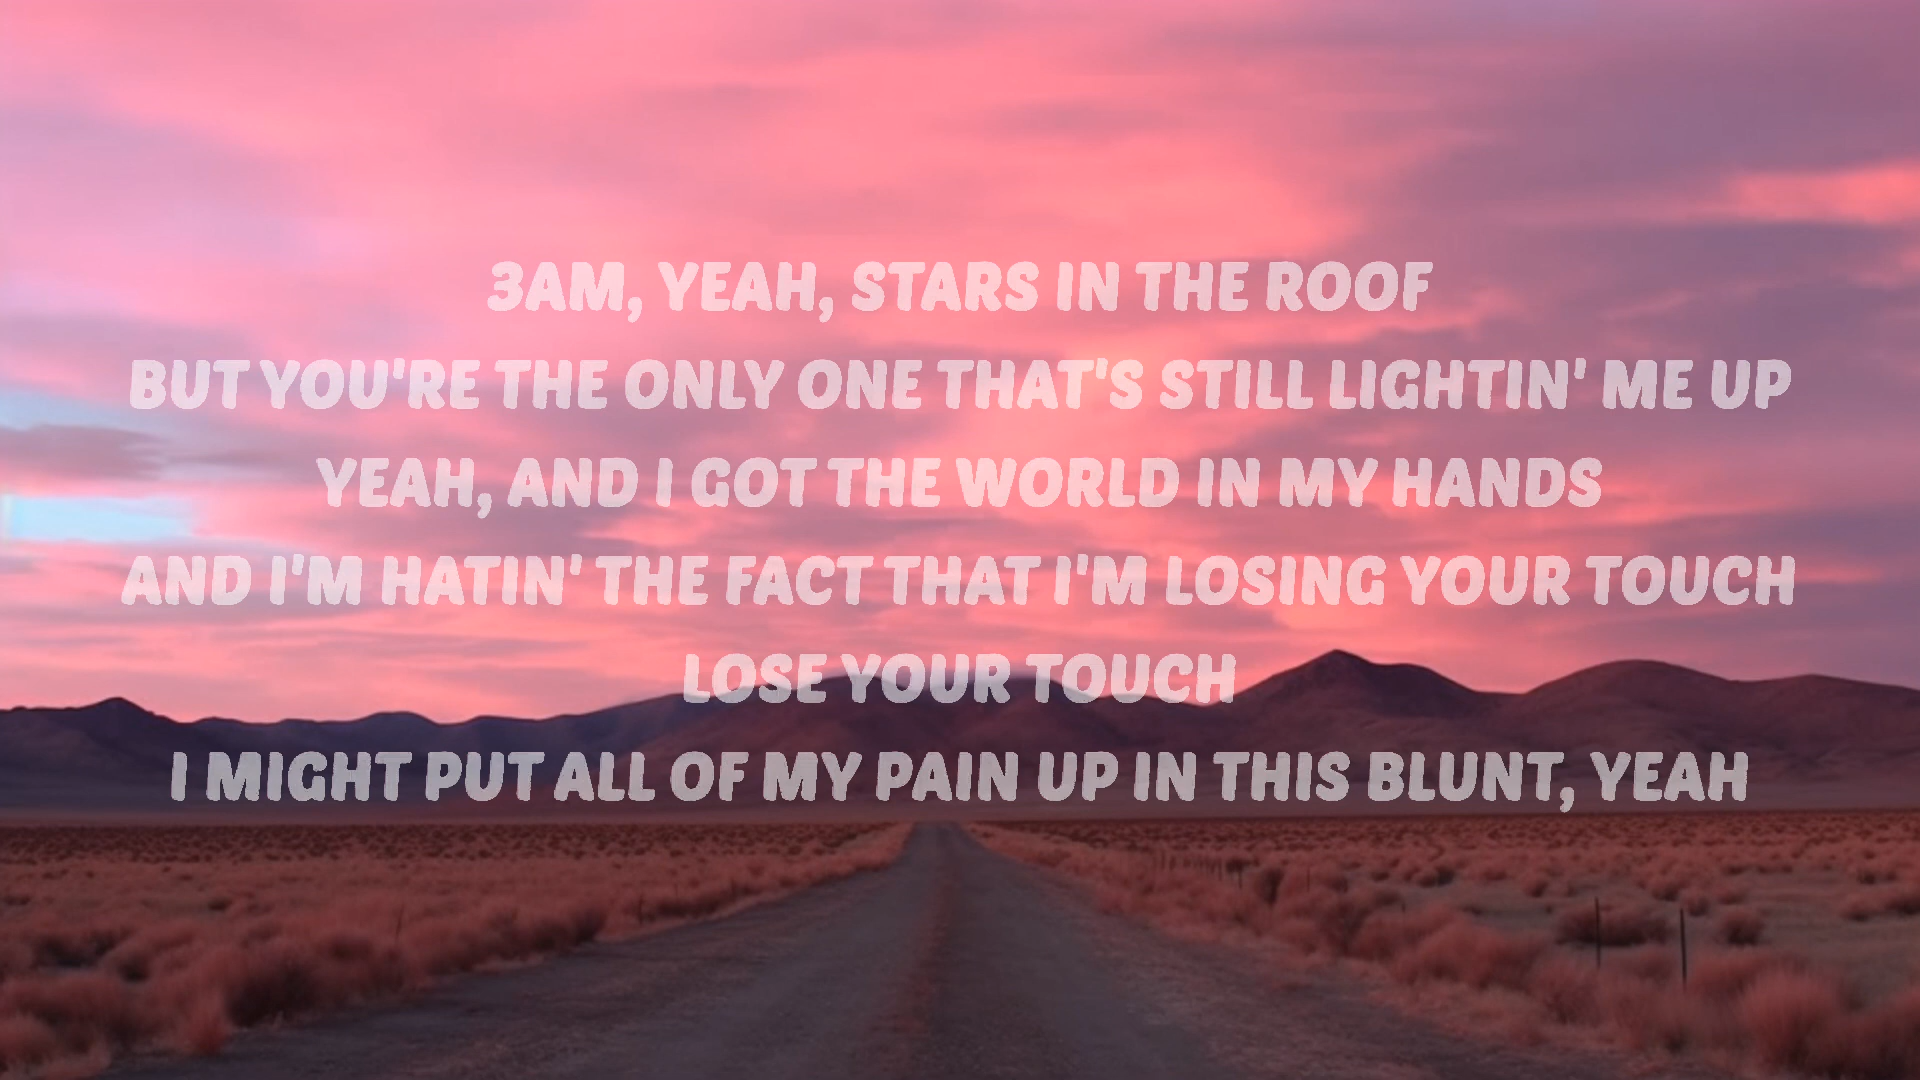 3AM, YEAH, STARS IN THE ROOF
BUT YOU'RE THE ONLY ONE THAT'S STILL LIGHTIN' ME UP
YEAH, AND I GOT THE WORLD IN MY HANDS
AND I'M HATIN' THE FACT THAT I'M LOSING YOUR TOUCH
LOSE YOUR TOUCH
I MIGHT PUT ALL OF MY PAIN UP IN THIS BLUNT, YEAH